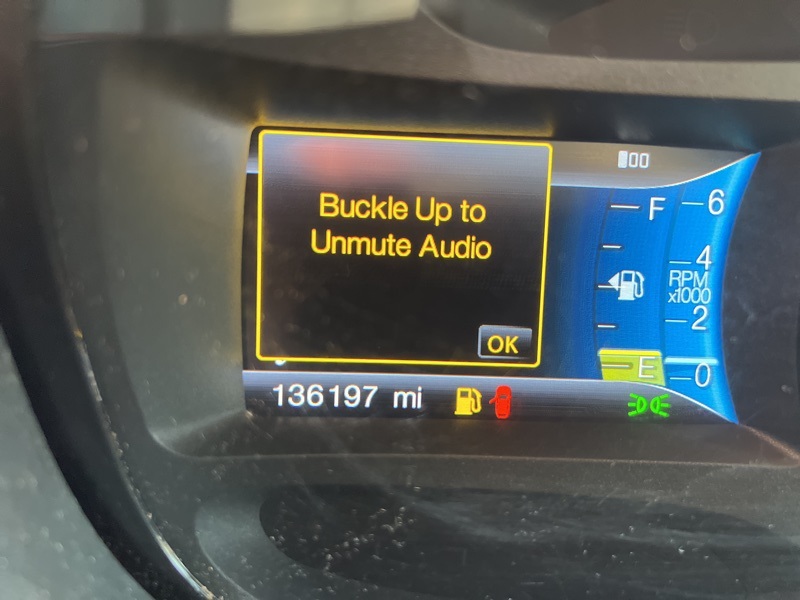 Buckle Up to
Unmute Audio
OK
F
6
4
RPM
x1000
2
E
0
136197 mi